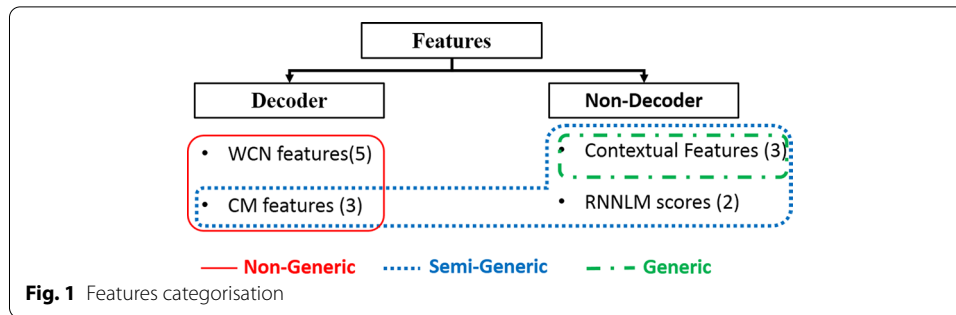 Features
Decoder
Non-Decoder
• WCN features(5)
• Contextual Features (3)
• CM features (3)
• RNNLM scores (2)
Non-Generic
Semi-Generic
Generic
Fig. 1 Features categorisation